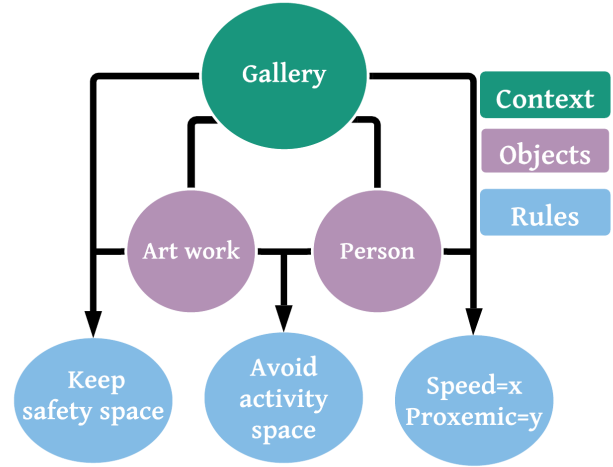 Gallery
Context
Objects
Rules
Art work
Person
Keep
safety space
Avoid
activity
space
Speed=x
Proxemic=y